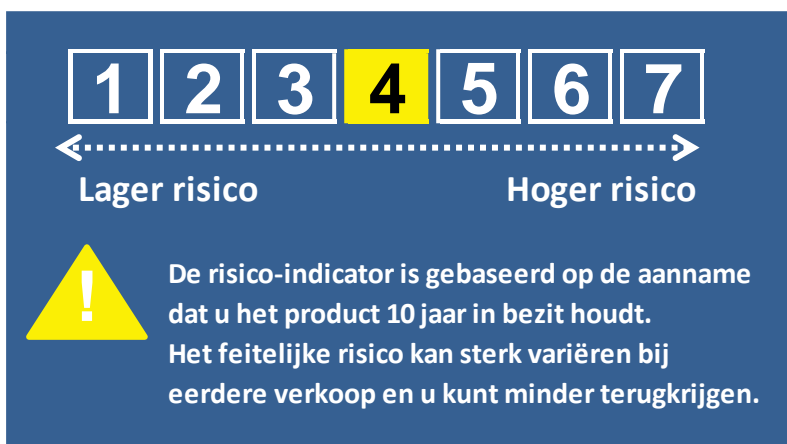 1 2 3 4 5 6 7
Lager risico Hoger risico
! De risico-indicator is gebaseerd op de aanname
dat u het product 10 jaar in bezit houdt.
Het feitelijke risico kan sterk variëren bij
eerdere verkoop en u kunt minder terugkrijgen.